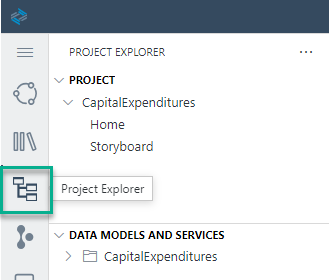 PROJECT EXPLORER
PROJECT
CapitalExpenditures
Home
Storyboard
Project Explorer
DATA MODELS AND SERVICES
CapitalExpenditures